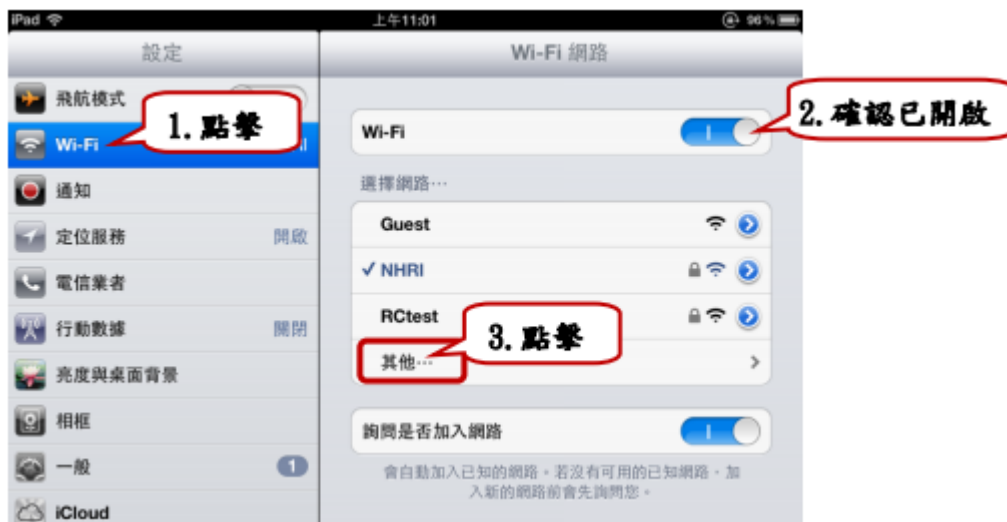 iPad 上午11:01 96%
設定
飛航模式
1. 點擊
Wi-Fi
通知
定位服務 開啟
電信業者
行動數據 關閉
亮度與桌面背景
相框
一般 1
iCloud
Wi-Fi 網路
Wi-Fi
2. 確認已開啟
選擇網路…
Guest
✓ NHRI
RCtest
3. 點擊
其他…
詢問是否加入網路
會自動加入已知的網路。若沒有可用的已知網路，加
入新的網路前會先詢問您。